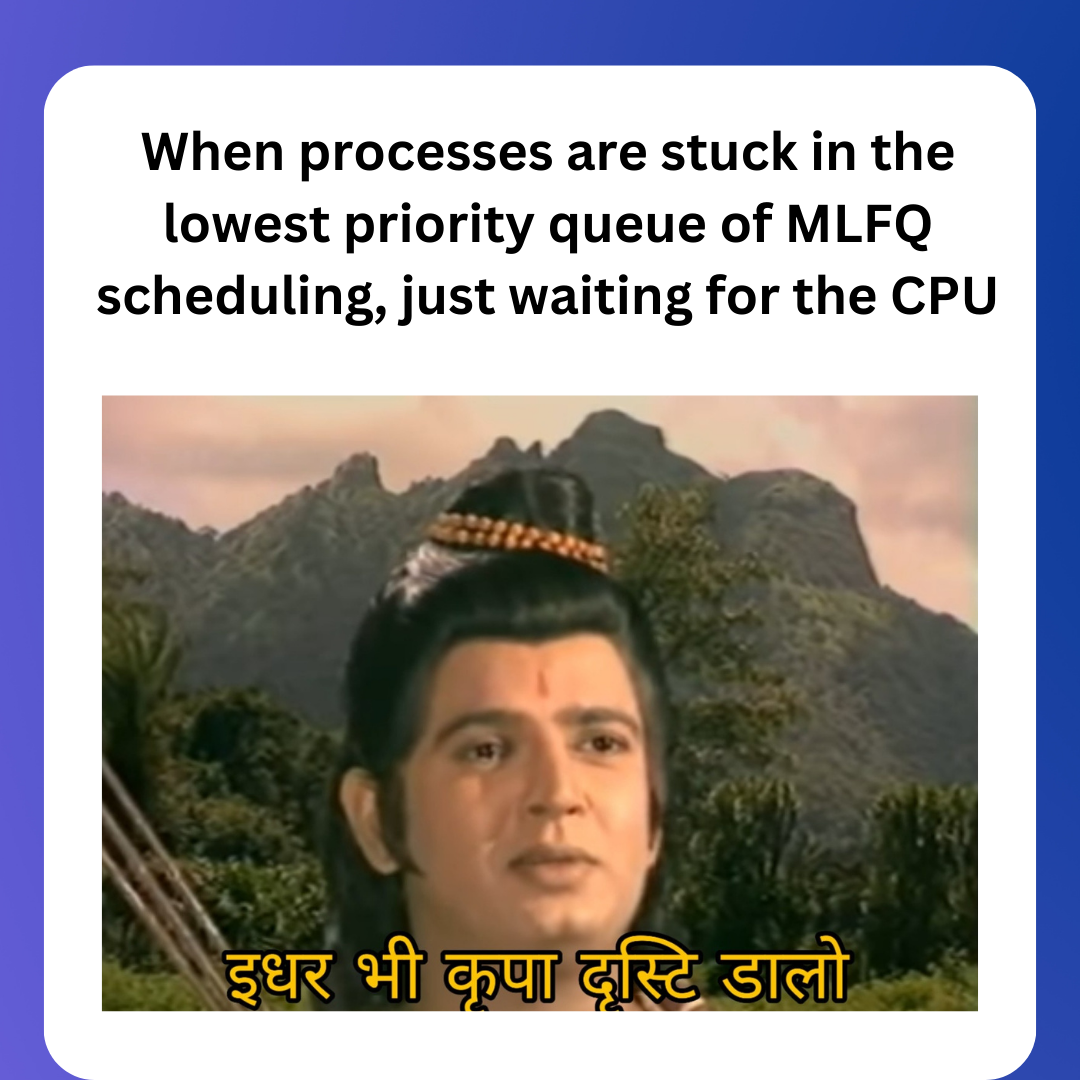 When processes are stuck in the
lowest priority queue of MLFQ
scheduling, just waiting for the CPU
इधर भी कृपा दृस्टि डालो